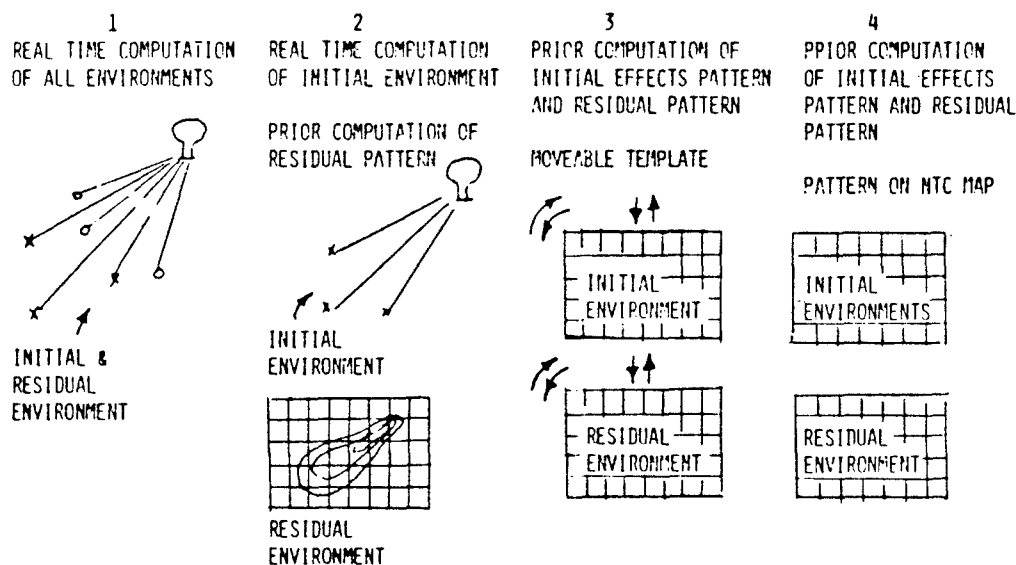 1
REAL TIME COMPUTATION
OF ALL ENVIRONMENTS
INITIAL &
RESIDUAL
ENVIRONMENT
2
REAL TIME COMPUTATION
OF INITIAL ENVIRONMENT
PRIOR COMPUTATION OF
RESIDUAL PATTERN
INITIAL
ENVIRONMENT
RESIDUAL
ENVIRONMENT
3
PRIOR COMPUTATION OF
INITIAL EFFECTS PATTERN
AND RESIDUAL PATTERN
MOVEABLE TEMPLATE
INITIAL
ENVIRONMENT
RESIDUAL
ENVIRONMENT
4
PRIOR COMPUTATION
OF INITIAL EFFECTS
PATTERN AND RESIDUAL
PATTERN
PATTERN ON NTC MAP
INITIAL
ENVIRONMENTS
RESIDUAL
ENVIRONMENT